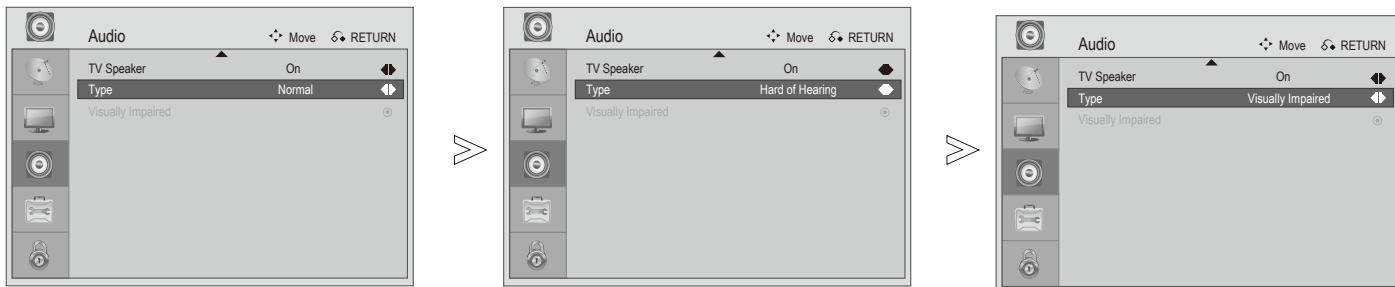 Audio Move RETURN
TV Speaker On
Type Normal
Visually Impaired
Audio Move RETURN
TV Speaker On
Type Hard of Hearing
Visually Impaired
Audio Move RETURN
TV Speaker On
Type Visually Impaired
Visually Impaired